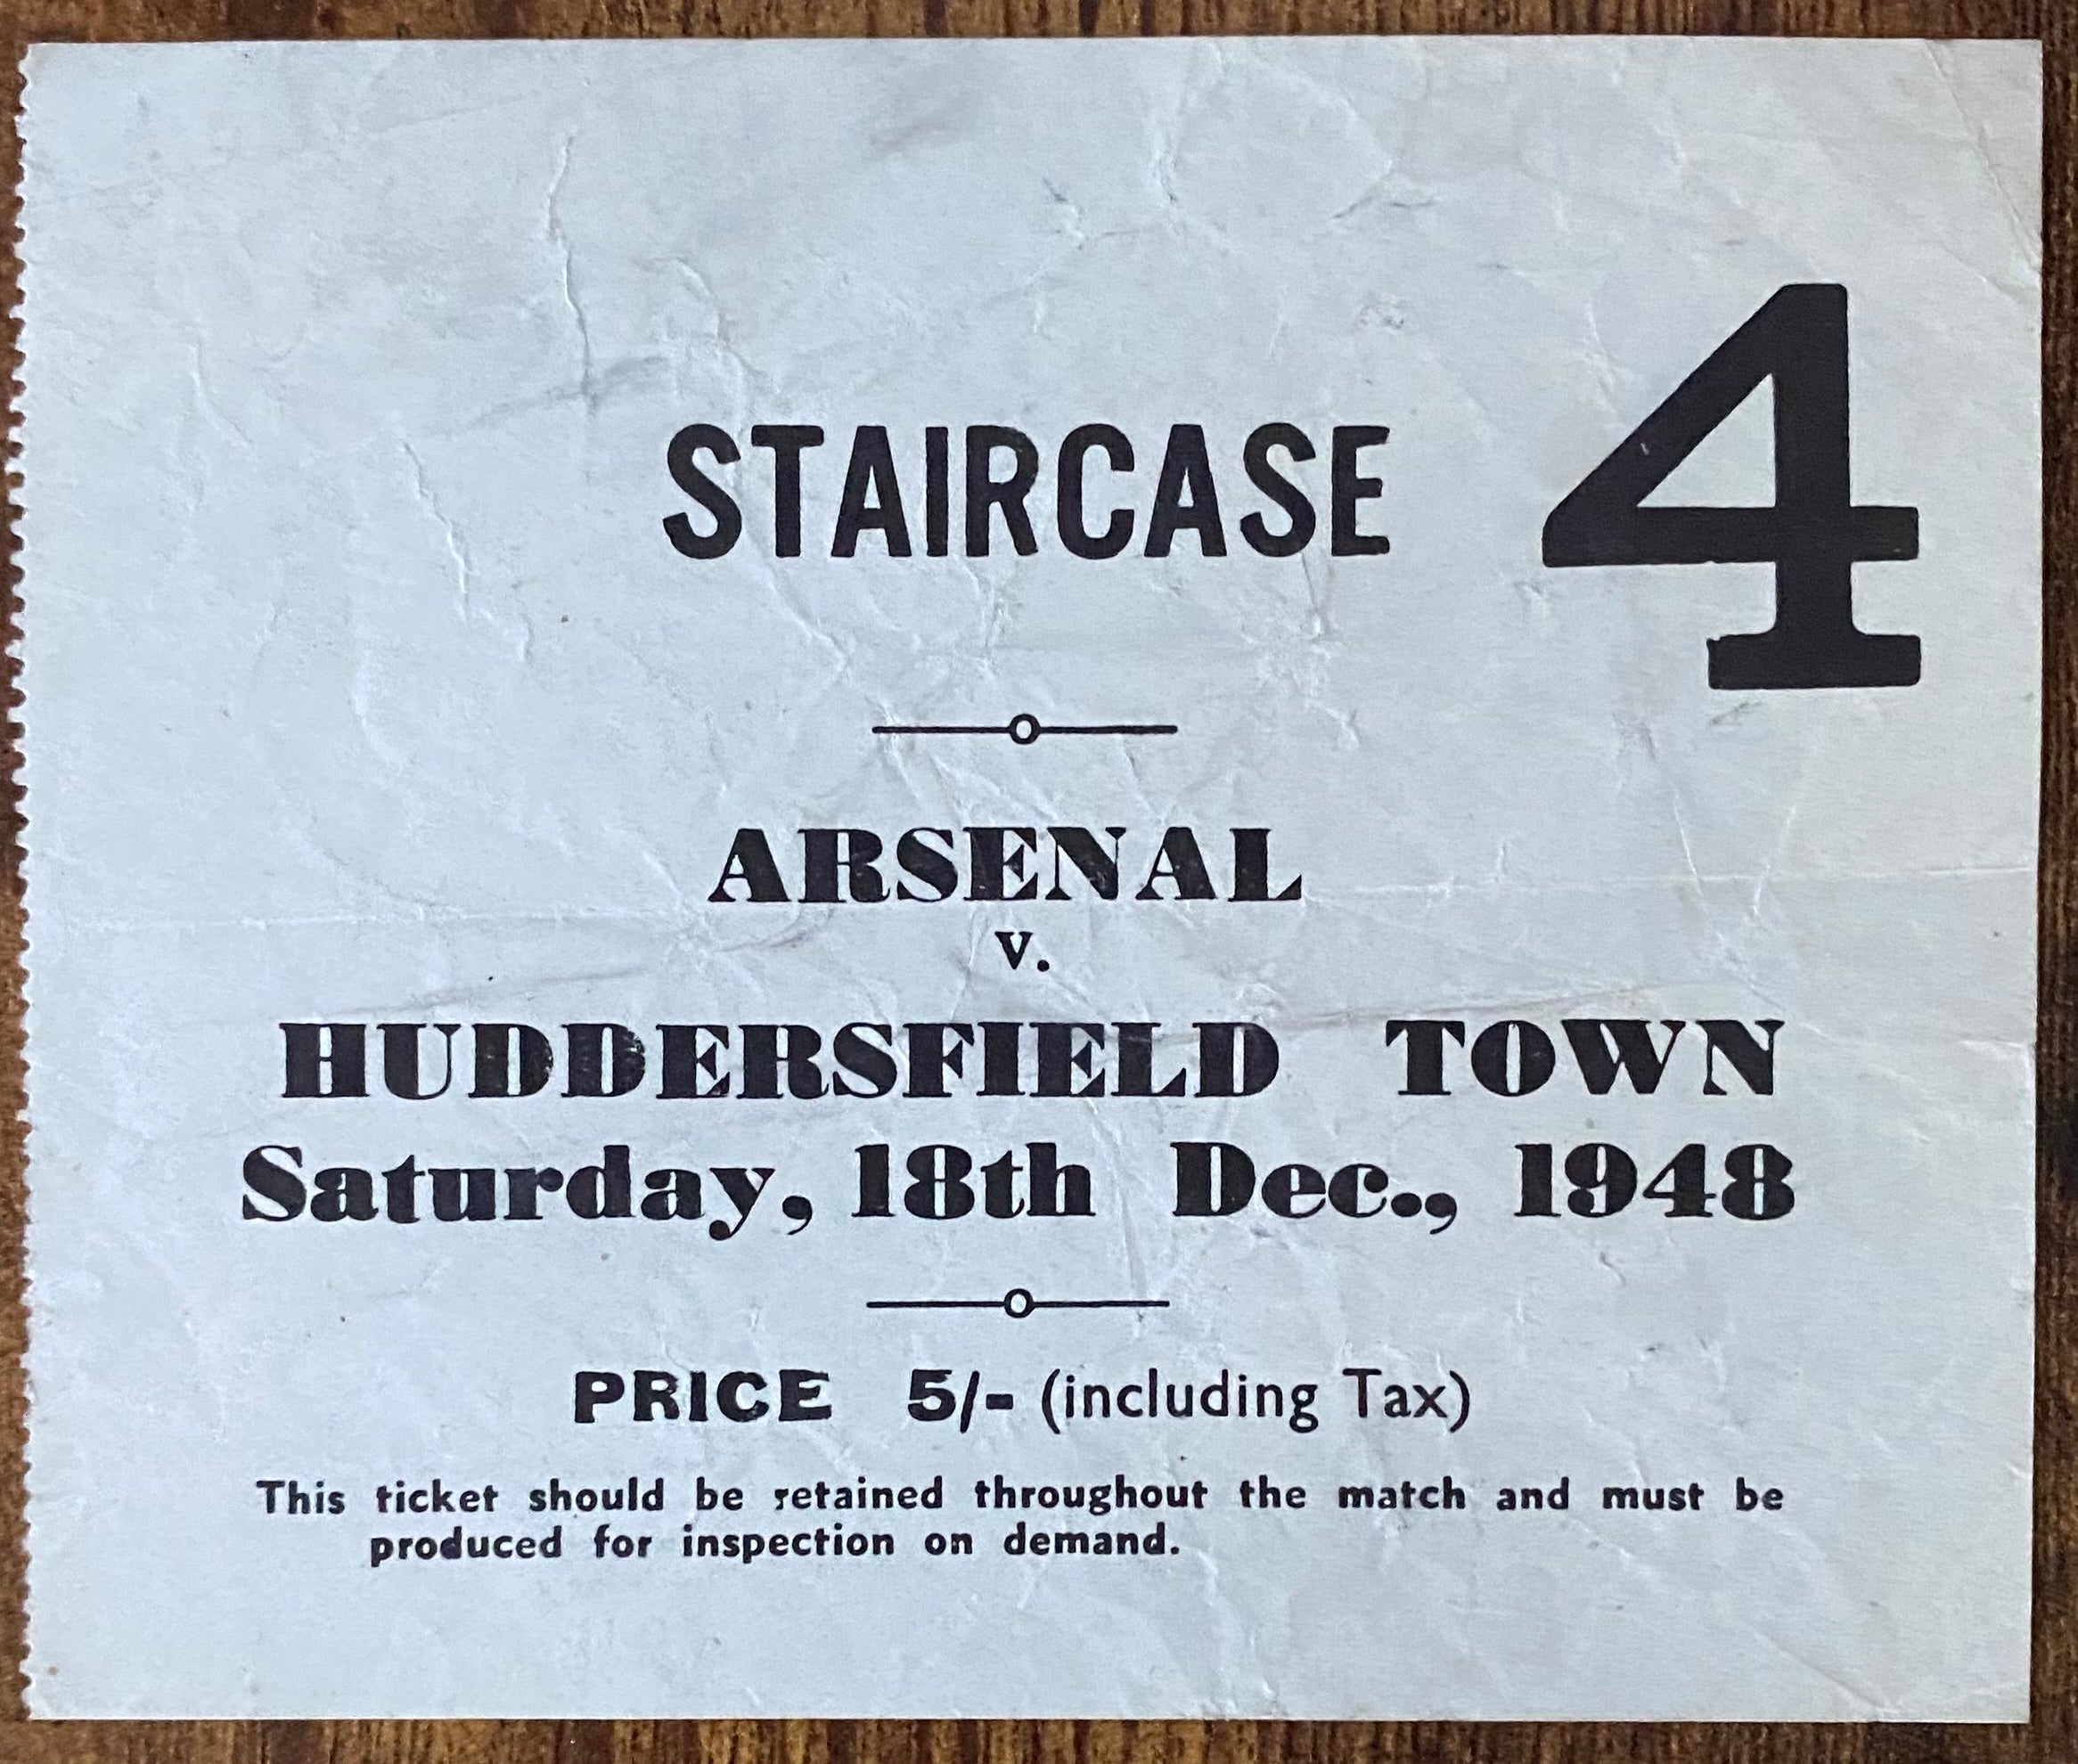 STAIRCASE 4
ARSENAL
v.
HUDDERSFIELD TOWN
Saturday, 18th Dec., 1948
PRICE 5/- (including Tax)
This ticket should be retained throughout the match and must be
produced for inspection on demand.